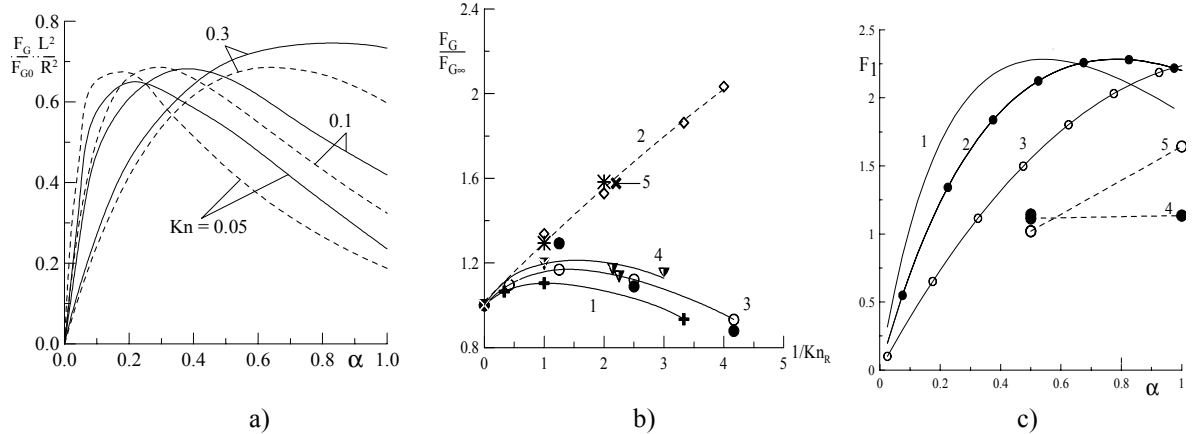 0.8
F_G L²
F_G0 R²
0.6
0.4
0.2
0.0
0.3
0.1
Kn = 0.05
0.0 0.2 0.4 0.6 0.8 1.0
α
a)
2.4
F_G
F_G∞
2.0
1.6
1.2
0.8
2
5
4
3
1
0 1 2 3 4 5
1/Kn_R
b)
2.5
F1
2
1.5
1
0.5
0
1
2
3
5
4
0 0.2 0.4 0.6 0.8 1
α
c)